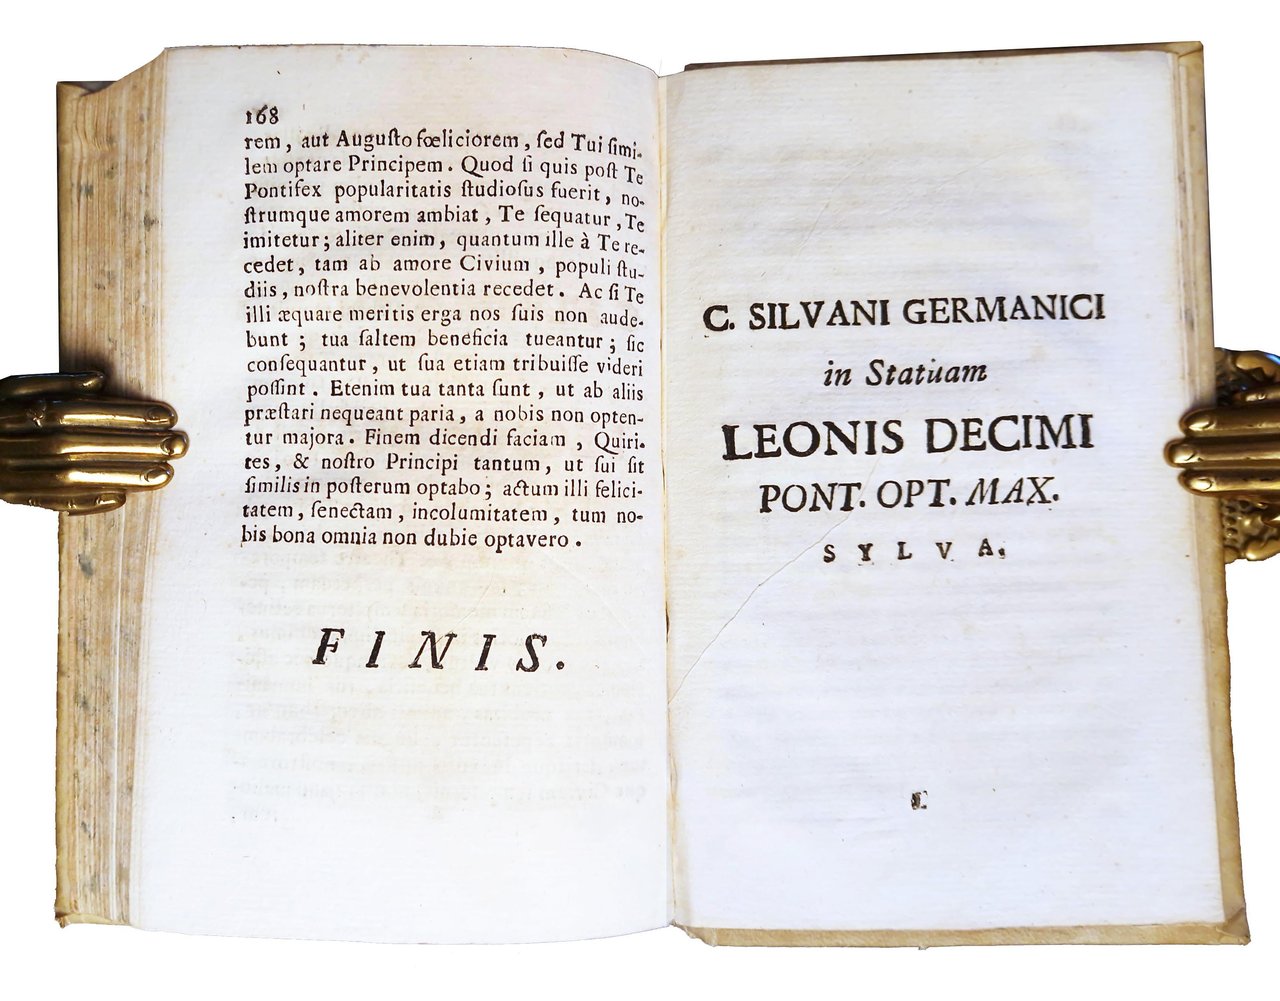 168
rem, aut Auguſto fœliciorem, ſed Tui ſimi-
lem optare Principem. Quod ſi quis poſt Te
Pontifex popularitatis ſtudioſus fuerit, no-
ſtrumque amorem ambiat, Te ſequatur, Te
imitetur; aliter enim, quantum ille à Te re-
cedet, tam ab amore Civium, populi ſtu-
diis, noſtra benevolentia recedet. Ac ſi Te
illi æquare meritis erga nos ſuis non aude-
bunt; tua ſaltem beneficia tueantur; ſic
conſequantur, ut ſua etiam tribuiſſe videri
poſſint. Etenim tua tanta ſunt, ut ab aliis
præſtari nequeant paria, a nobis non opten-
tur majora. Finem dicendi faciam, Quiri-
tes, & noſtro Principi tantum, ut ſui ſit
ſimilis in poſterum optabo; actum illi felici-
tatem, ſenectam, incolumitatem, tum no-
bis bona omnia non dubie optavero.
FINIS.
C. SILVANI GERMANICI
in Statuam
LEONIS DECIMI
PONT. OPT. MAX.
SYLVA.